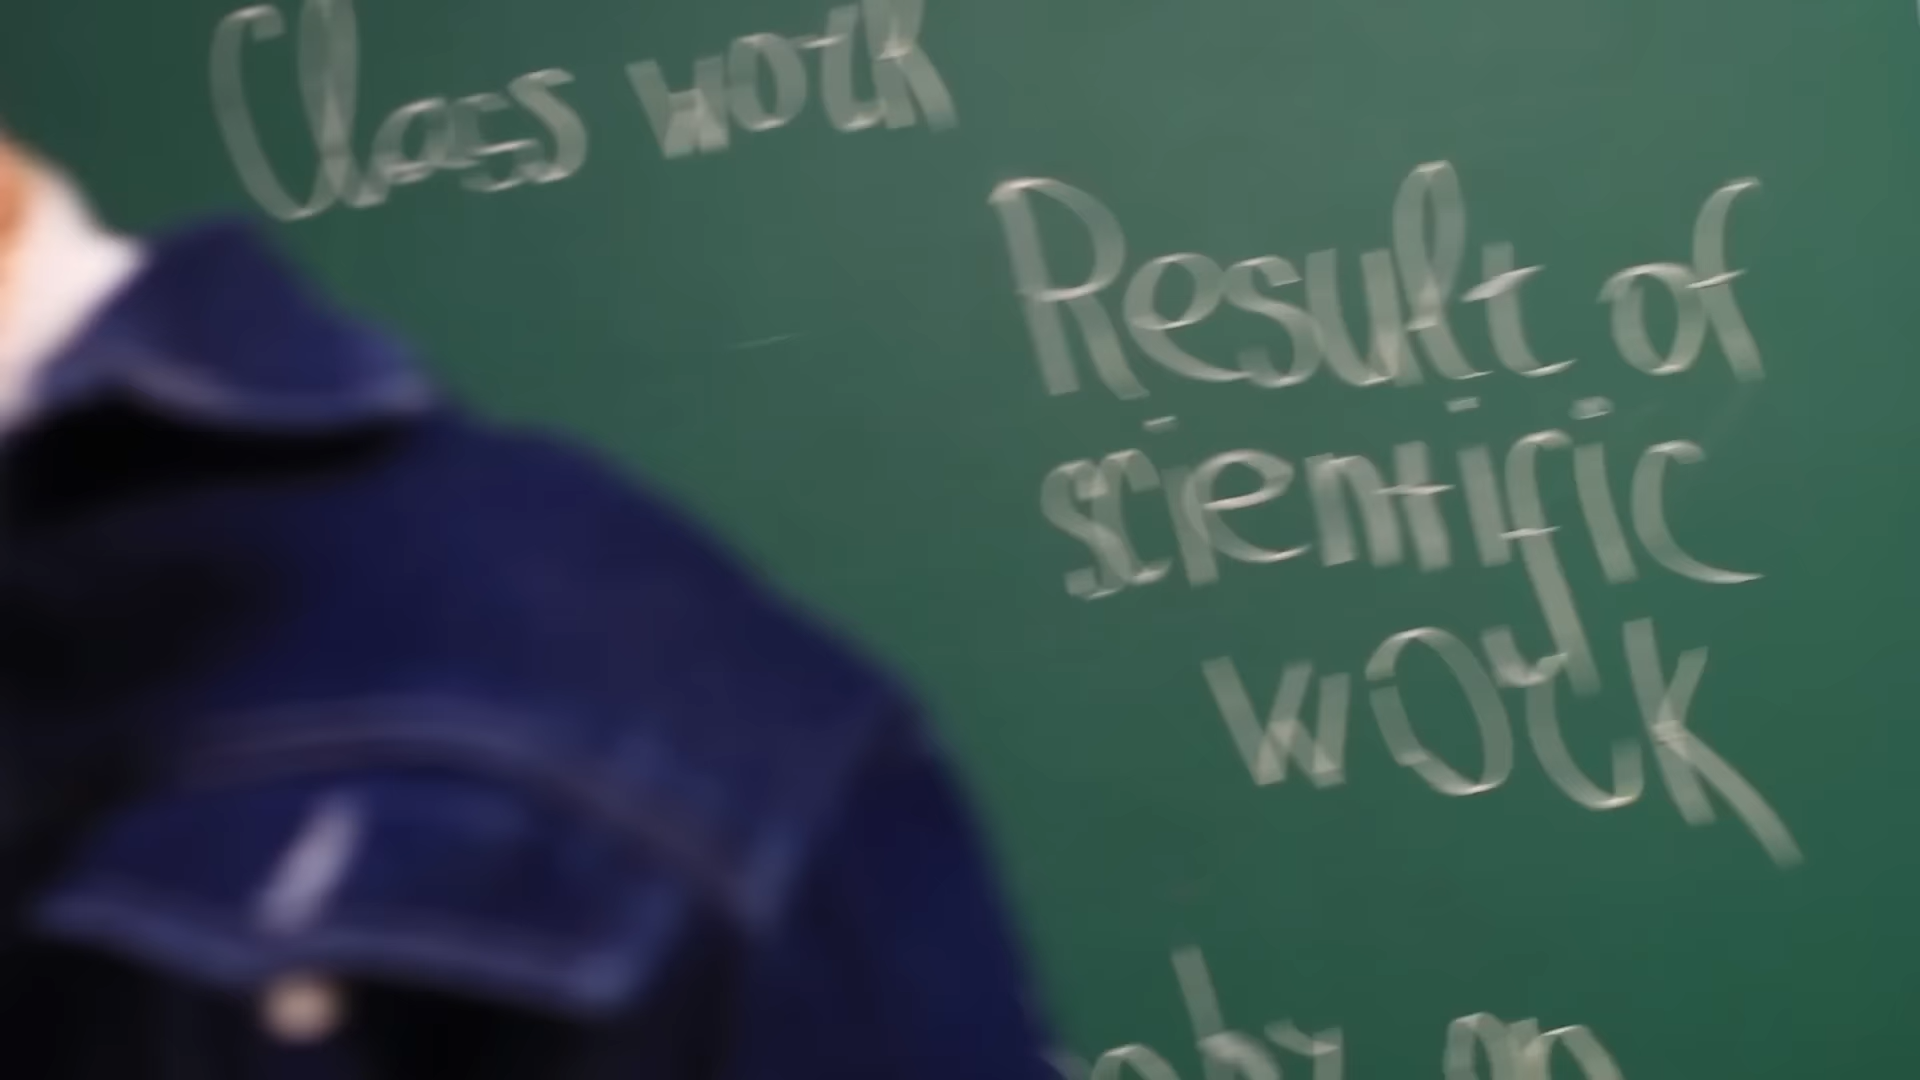 Class work
Result of
scientific
work